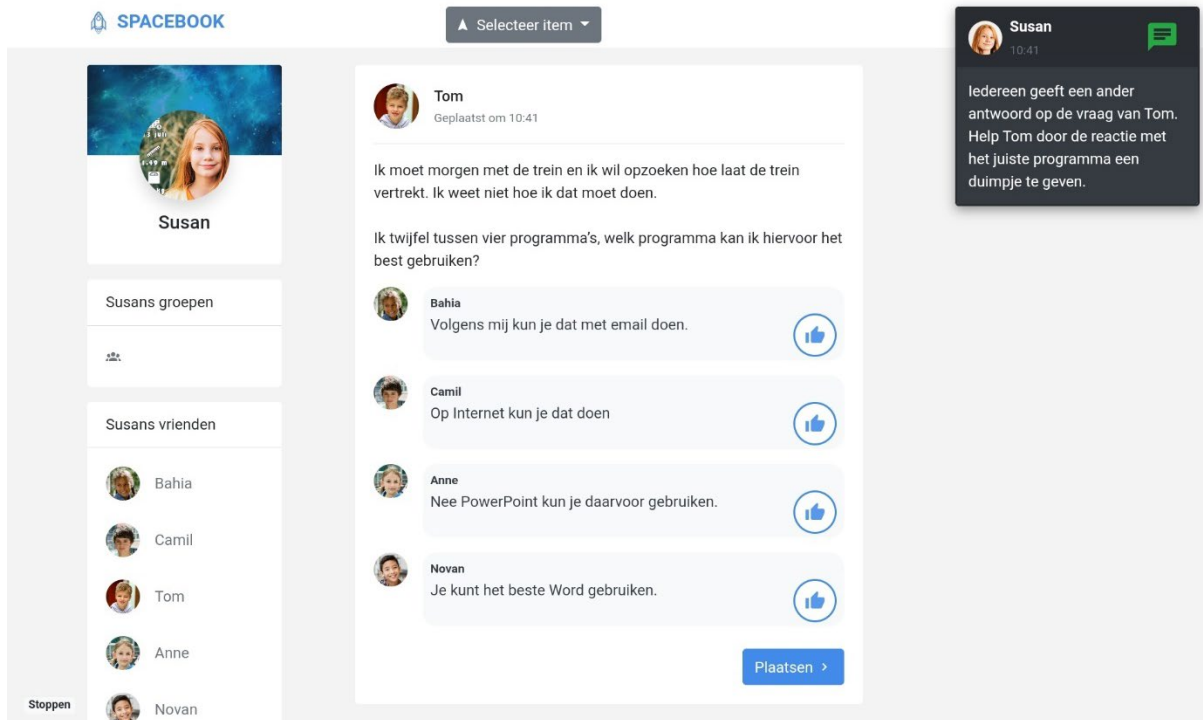 SPACEBOOK
Selecteer item
Susan
10:41
Iedereen geeft een ander
antwoord op de vraag van Tom.
Help Tom door de reactie met
het juiste programma een
duimpje te geven.
Susan
Susans groepen
Susans vrienden
Bahia
Camil
Tom
Anne
Novan
Stoppen
Tom
Geplaatst om 10:41
Ik moet morgen met de trein en ik wil opzoeken hoe laat de trein
vertrekt. Ik weet niet hoe ik dat moet doen.
Ik twijfel tussen vier programma's, welk programma kan ik hiervoor het
best gebruiken?
Bahia
Volgens mij kun je dat met email doen.
Camil
Op Internet kun je dat doen
Anne
Nee PowerPoint kun je daarvoor gebruiken.
Novan
Je kunt het beste Word gebruiken.
Plaatsen